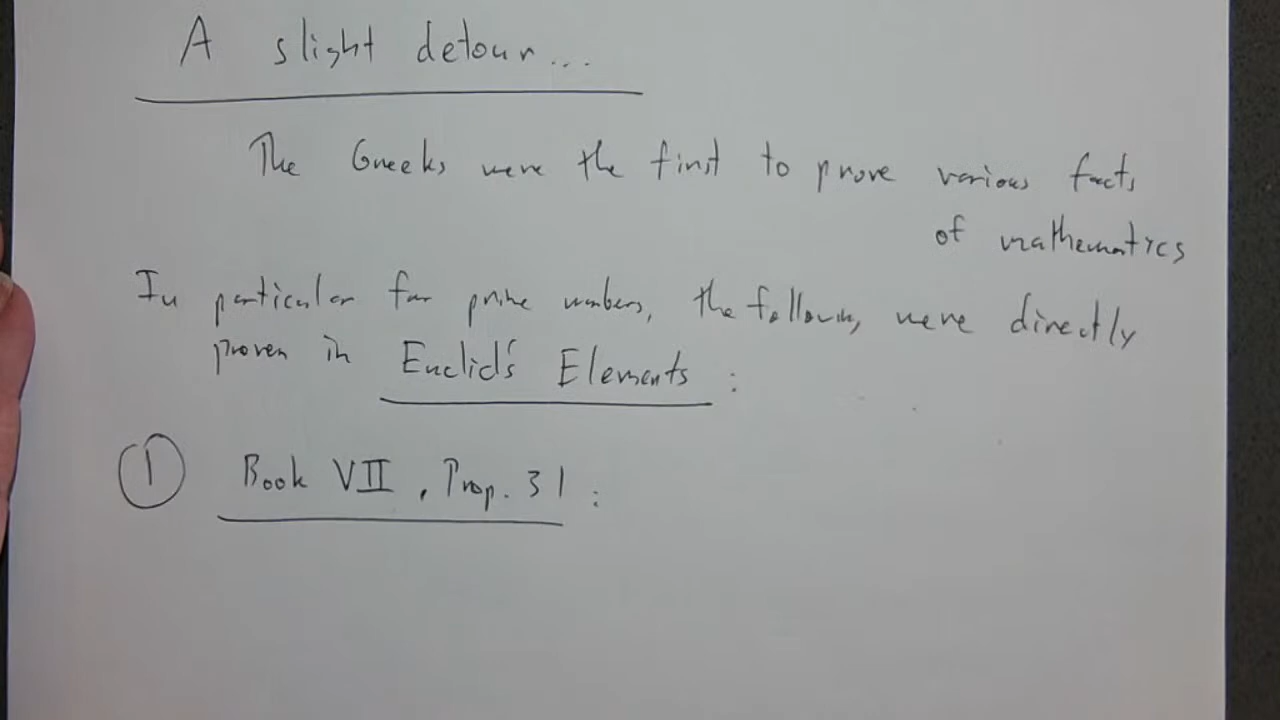 A slight detour...
The Greeks were the first to prove various facts
of mathematics
In particular for prime numbers, the following were directly
proven in Euclid's Elements :
① Book VII, Prop. 31 :